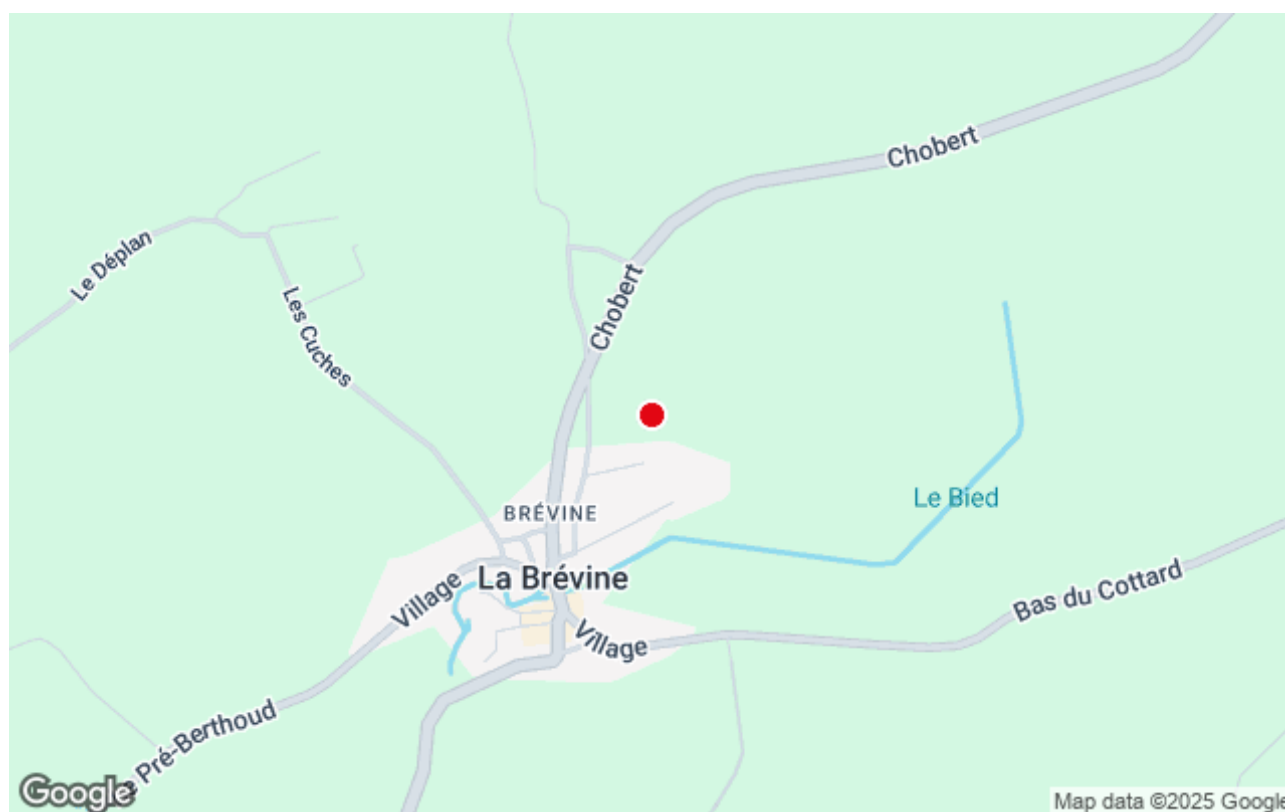 Chobert
Le Déplan
Les Cuches
Chobert
Le Bied
BRÉVINE
La Brévine
Village
Village
Bas du Cottard
Pré-Berthoud
Google
Map data ©2025 Google